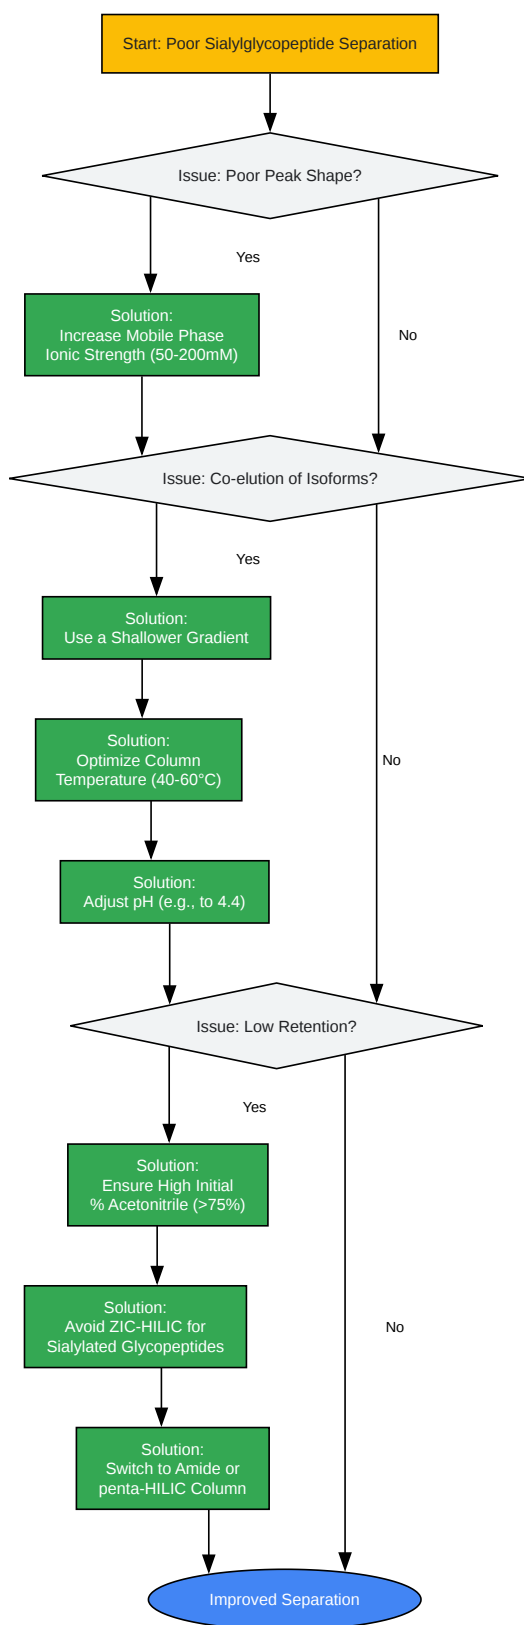 Start: Poor Sialylglycopeptide Separation
Issue: Poor Peak Shape?
Yes
Solution:
Increase Mobile Phase
Ionic Strength (50-200mM)
No
Issue: Co-elution of Isoforms?
Yes
Solution:
Use a Shallower Gradient
Solution:
Optimize Column
Temperature (40-60°C)
No
Solution:
Adjust pH (e.g., to 4.4)
Issue: Low Retention?
Yes
Solution:
Ensure High Initial
% Acetonitrile (>75%)
Solution:
Avoid ZIC-HILIC for
Sialylated Glycopeptides
No
Solution:
Switch to Amide or
penta-HILIC Column
Improved Separation